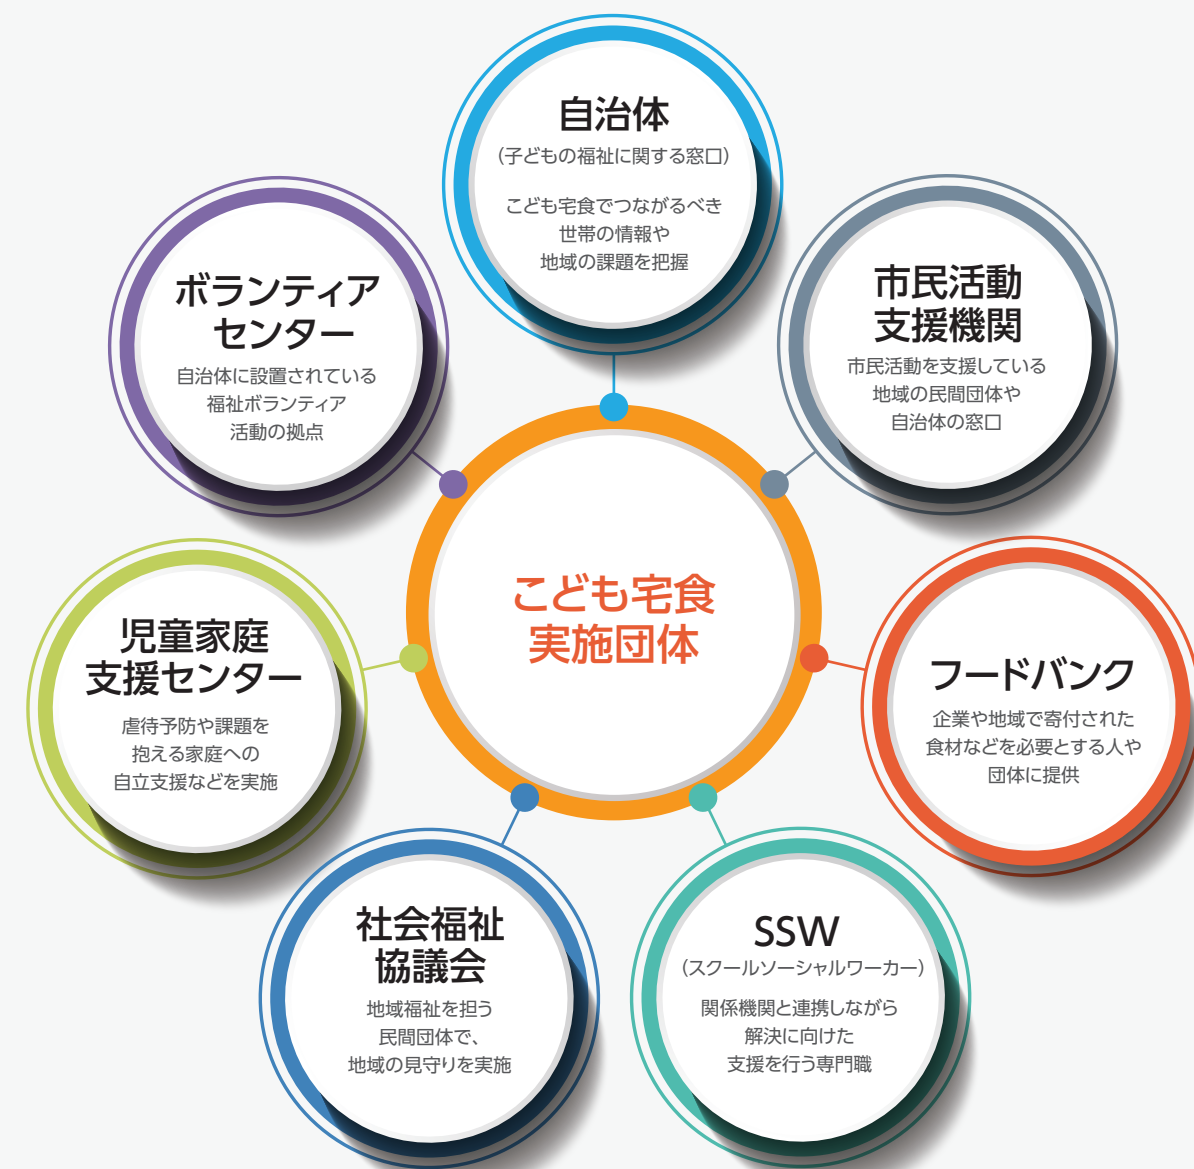 自治体
(子どもの福祉に関する窓口)
こども宅食でつながるべき
世帯の情報や
地域の課題を把握
市民活動
支援機関
市民活動を支援している
地域の民間団体や
自治体の窓口
フードバンク
企業や地域で寄付された
食材などを必要とする人や
団体に提供
SSW
(スクールソーシャルワーカー)
関係機関と連携しながら
解決に向けた
支援を行う専門職
社会福祉
協議会
地域福祉を担う
民間団体で、
地域の見守りを実施
児童家庭
支援センター
虐待予防や課題を
抱える家庭への
自立支援などを実施
ボランティア
センター
自治体に設置されている
福祉ボランティア
活動の拠点
こども宅食
実施団体